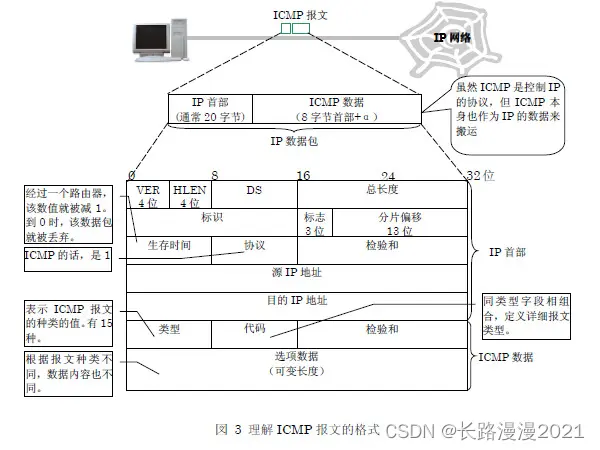 ICMP 报文
IP 网络
虽然 ICMP 是控制 IP
的协议，但 ICMP 本
身也作为 IP 的数据来
搬运
IP 首部
(通常 20 字节)
ICMP 数据
(8 字节首部+α)
IP 数据包
0 8 16 24 32 位
VER
4 位
HLEN
4 位
DS
总长度
经过一个路由器，
该数值就被减 1。
到 0 时，该数据包
就被丢弃。
标识
标志
3 位
分片偏移
13 位
生存时间
协议
检验和
ICMP 的话，是 1
IP 首部
源 IP 地址
目的 IP 地址
表示 ICMP 报文
的种类的值。有 15
种。
同类型字段相组
合，定义详细报文
类型。
类型
代码
检验和
ICMP 数据
选项数据
(可变长度)
根据报文种类不
同，数据内容也不
同。
图 3 理解 ICMP 报文的格式
CSDN @长路漫漫2021